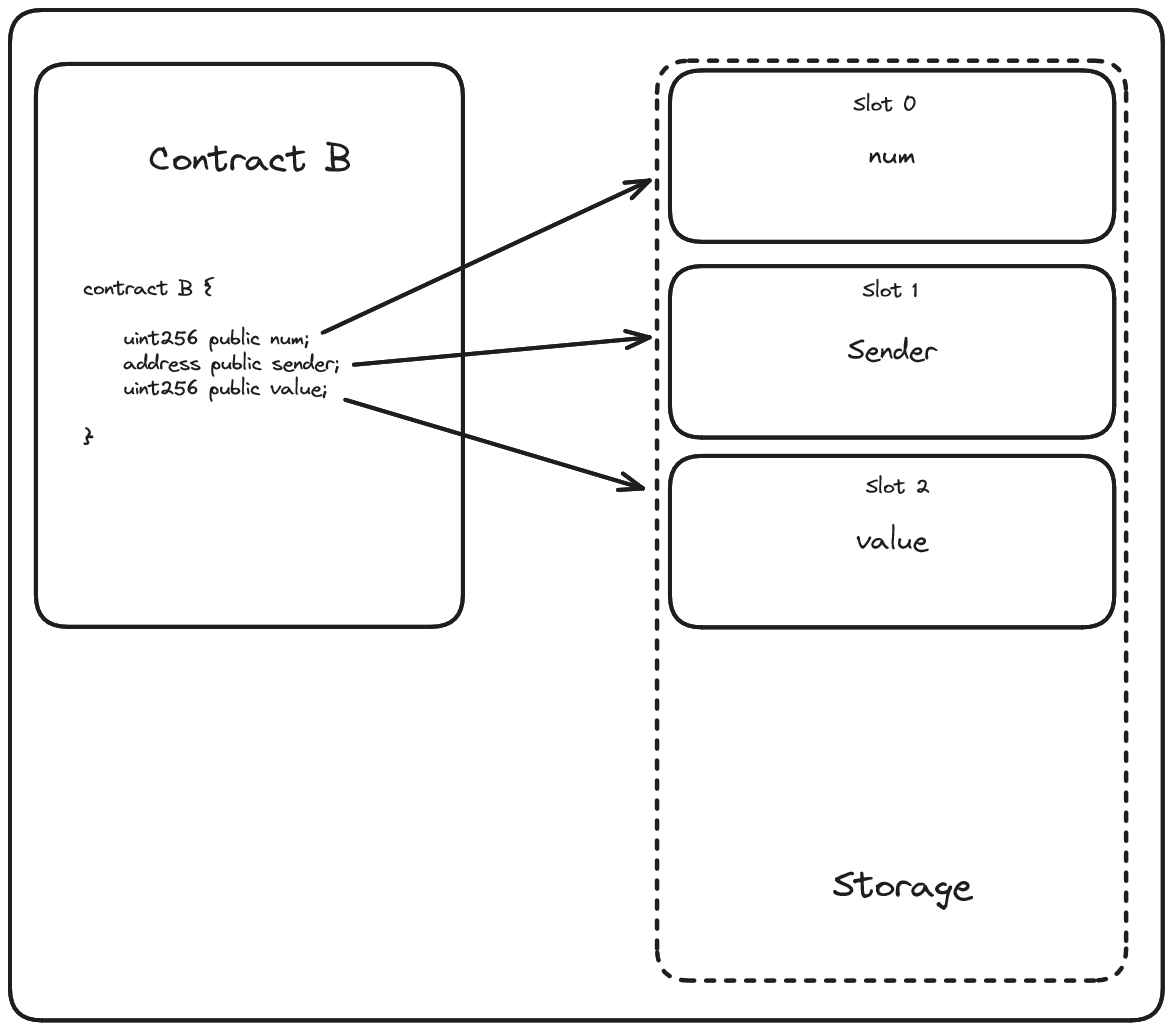 Contract B
contract B {
uint256 public num;
address public sender;
uint256 public value;
}
Slot 0
num
Slot 1
Sender
Slot 2
value
Storage